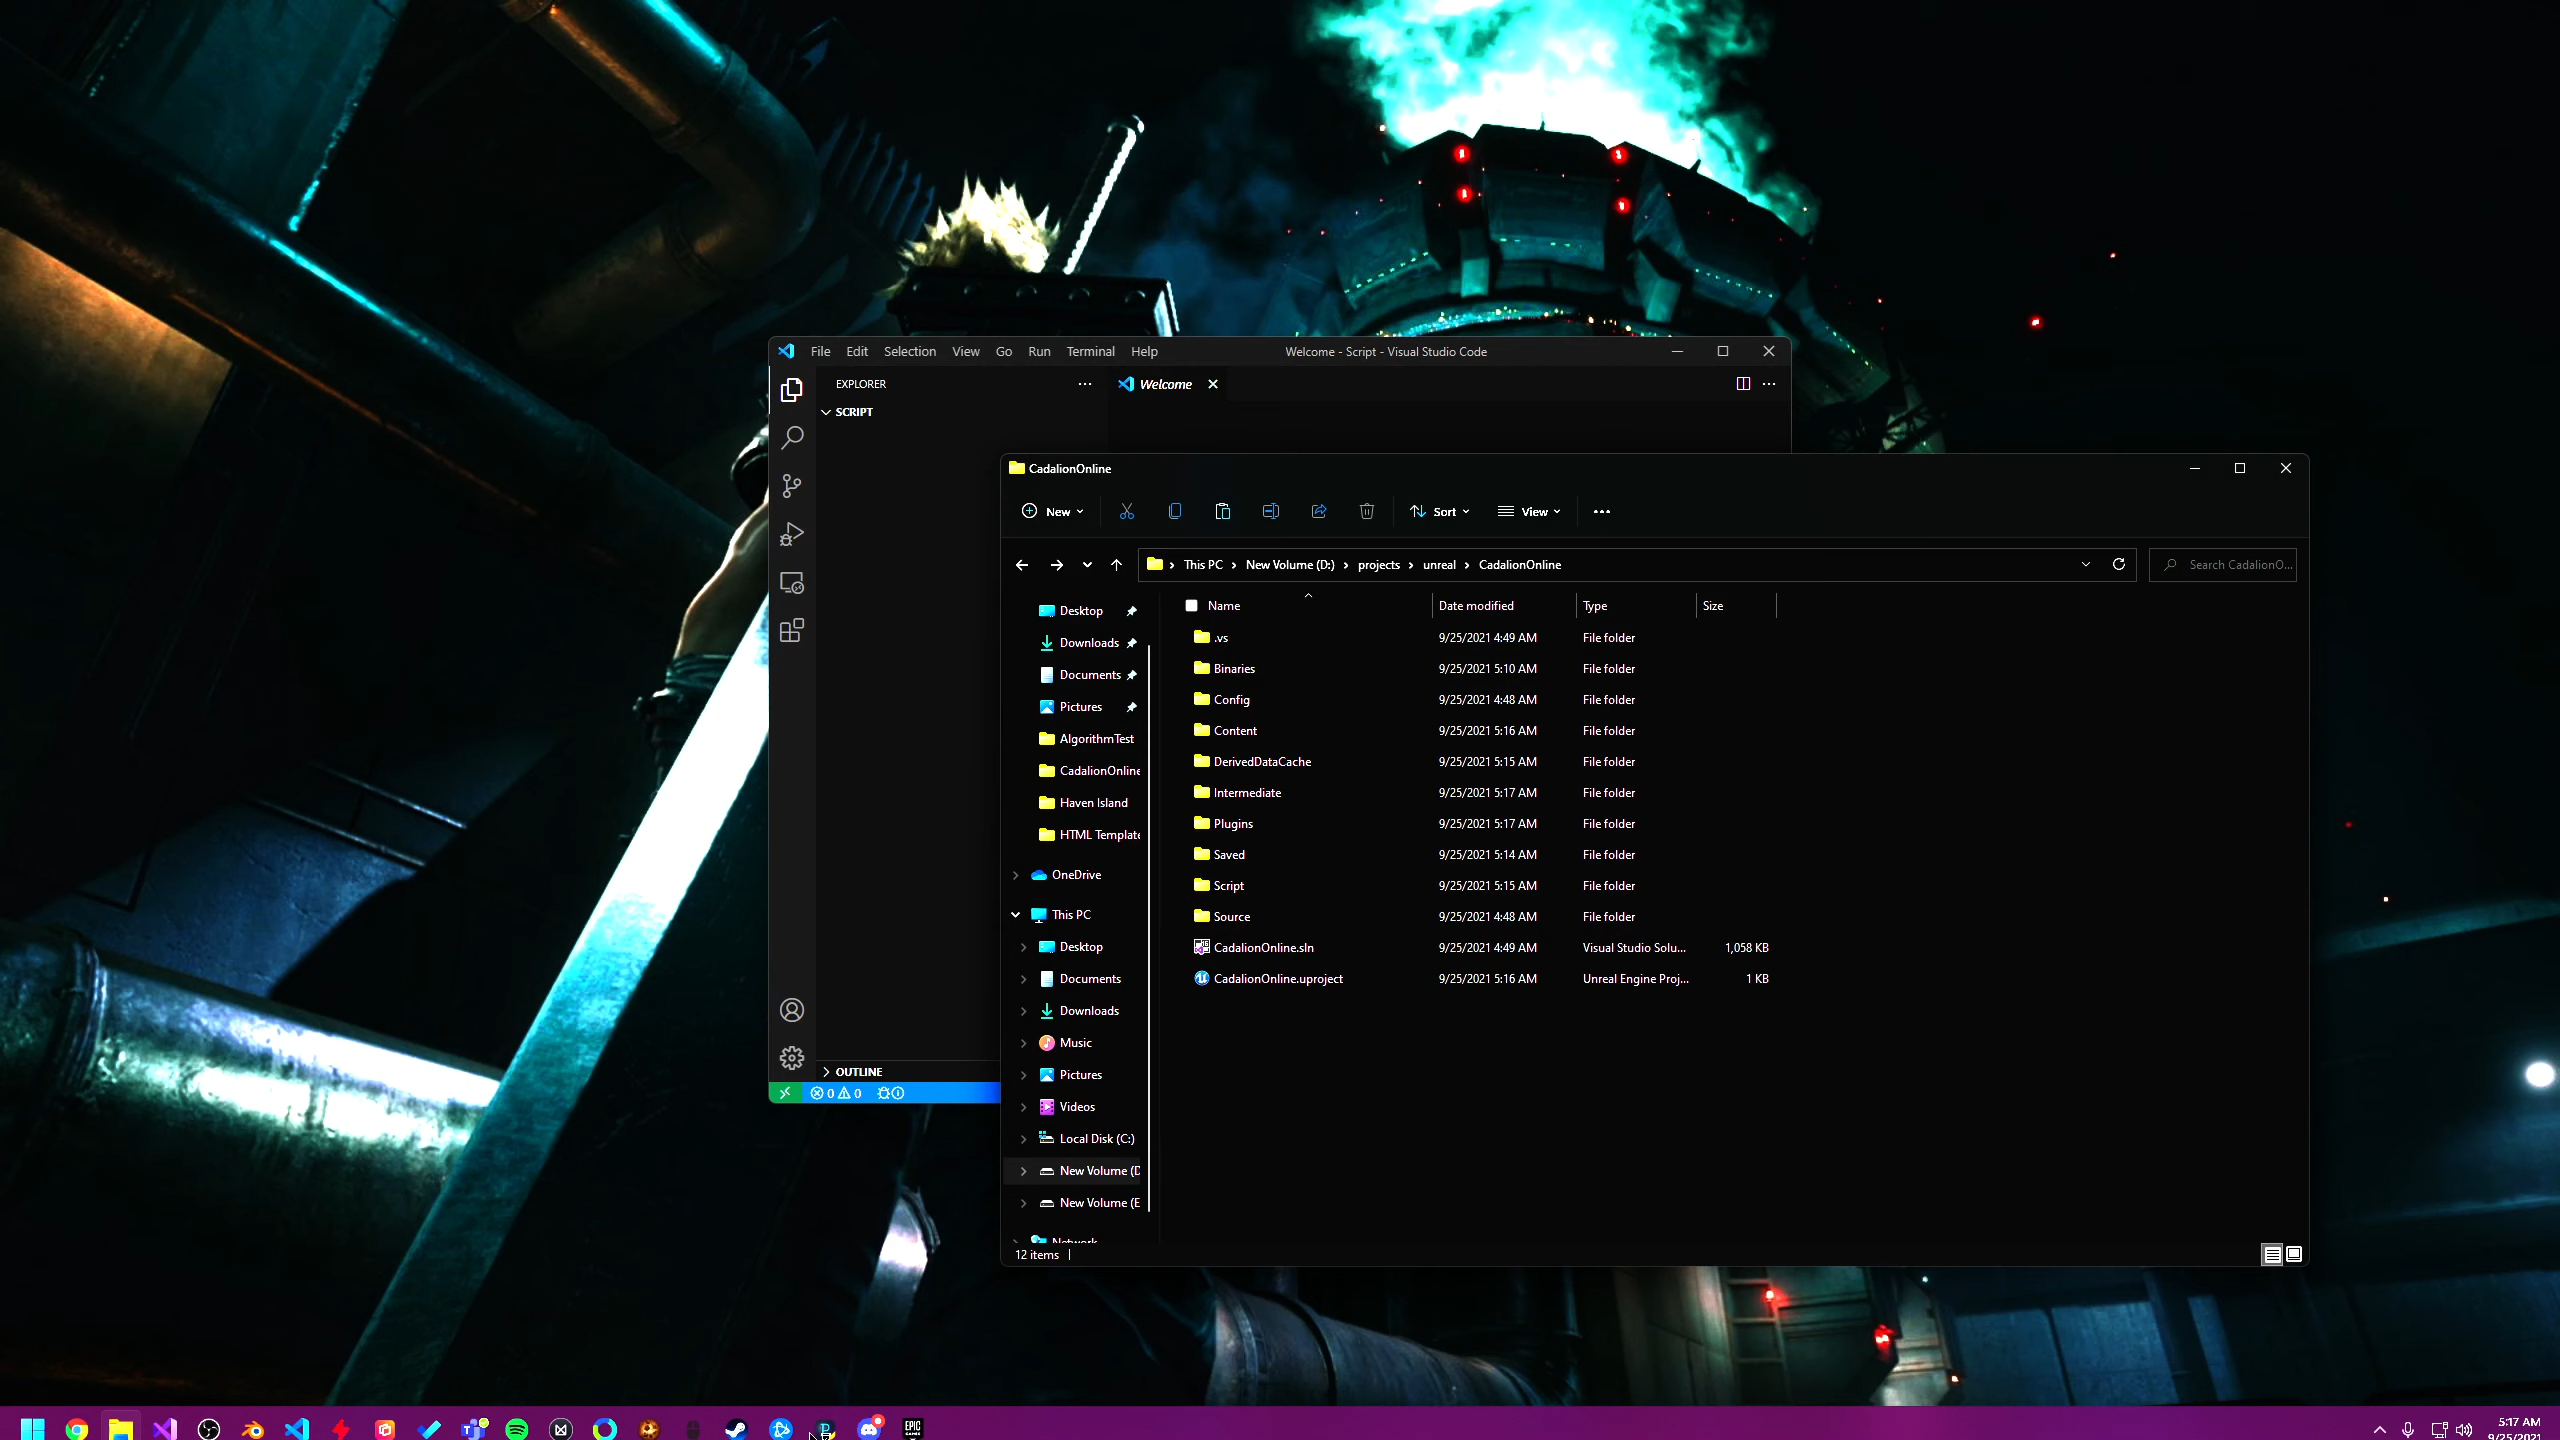 File Edit Selection View Go Run Terminal Help Welcome - Script - Visual Studio Code
EXPLORER
Welcome
SCRIPT
OUTLINE
0 0
CadalionOnline
New Sort View
This PC New Volume (D:) projects unreal CadalionOnline Search CadalionO...
Desktop
Downloads
Documents
Pictures
AlgorithmTest
CadalionOnline
Haven Island
HTML Template
OneDrive
This PC
Desktop
Documents
Downloads
Music
Pictures
Videos
Local Disk (C:)
New Volume (D
New Volume (E
Network
Name Date modified Type Size
.vs 9/25/2021 4:49 AM File folder
Binaries 9/25/2021 5:10 AM File folder
Config 9/25/2021 4:48 AM File folder
Content 9/25/2021 5:16 AM File folder
DerivedDataCache 9/25/2021 5:15 AM File folder
Intermediate 9/25/2021 5:17 AM File folder
Plugins 9/25/2021 5:17 AM File folder
Saved 9/25/2021 5:14 AM File folder
Script 9/25/2021 5:15 AM File folder
Source 9/25/2021 4:48 AM File folder
CadalionOnline.sln 9/25/2021 4:49 AM Visual Studio Solu... 1,058 KB
CadalionOnline.uproject 9/25/2021 5:16 AM Unreal Engine Proj... 1 KB
12 items
EPIC
GAMES
5:17 AM
9/25/2021